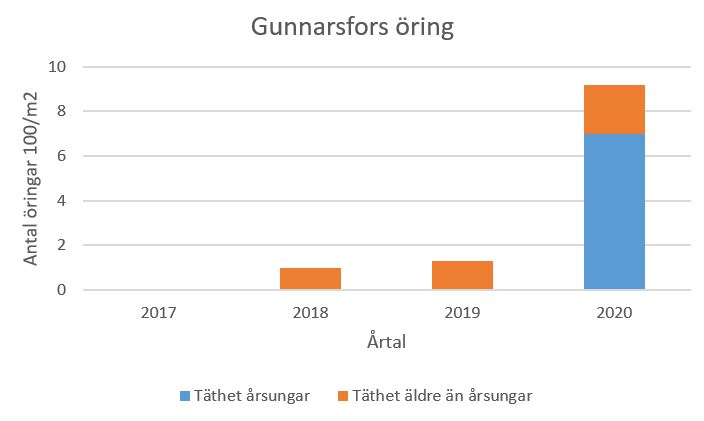 Gunnarsfors öring
Antal öringar 100/m2
10
8
6
4
2
0
2017 2018 2019 2020
Årtal
Täthet årsungar Täthet äldre än årsungar